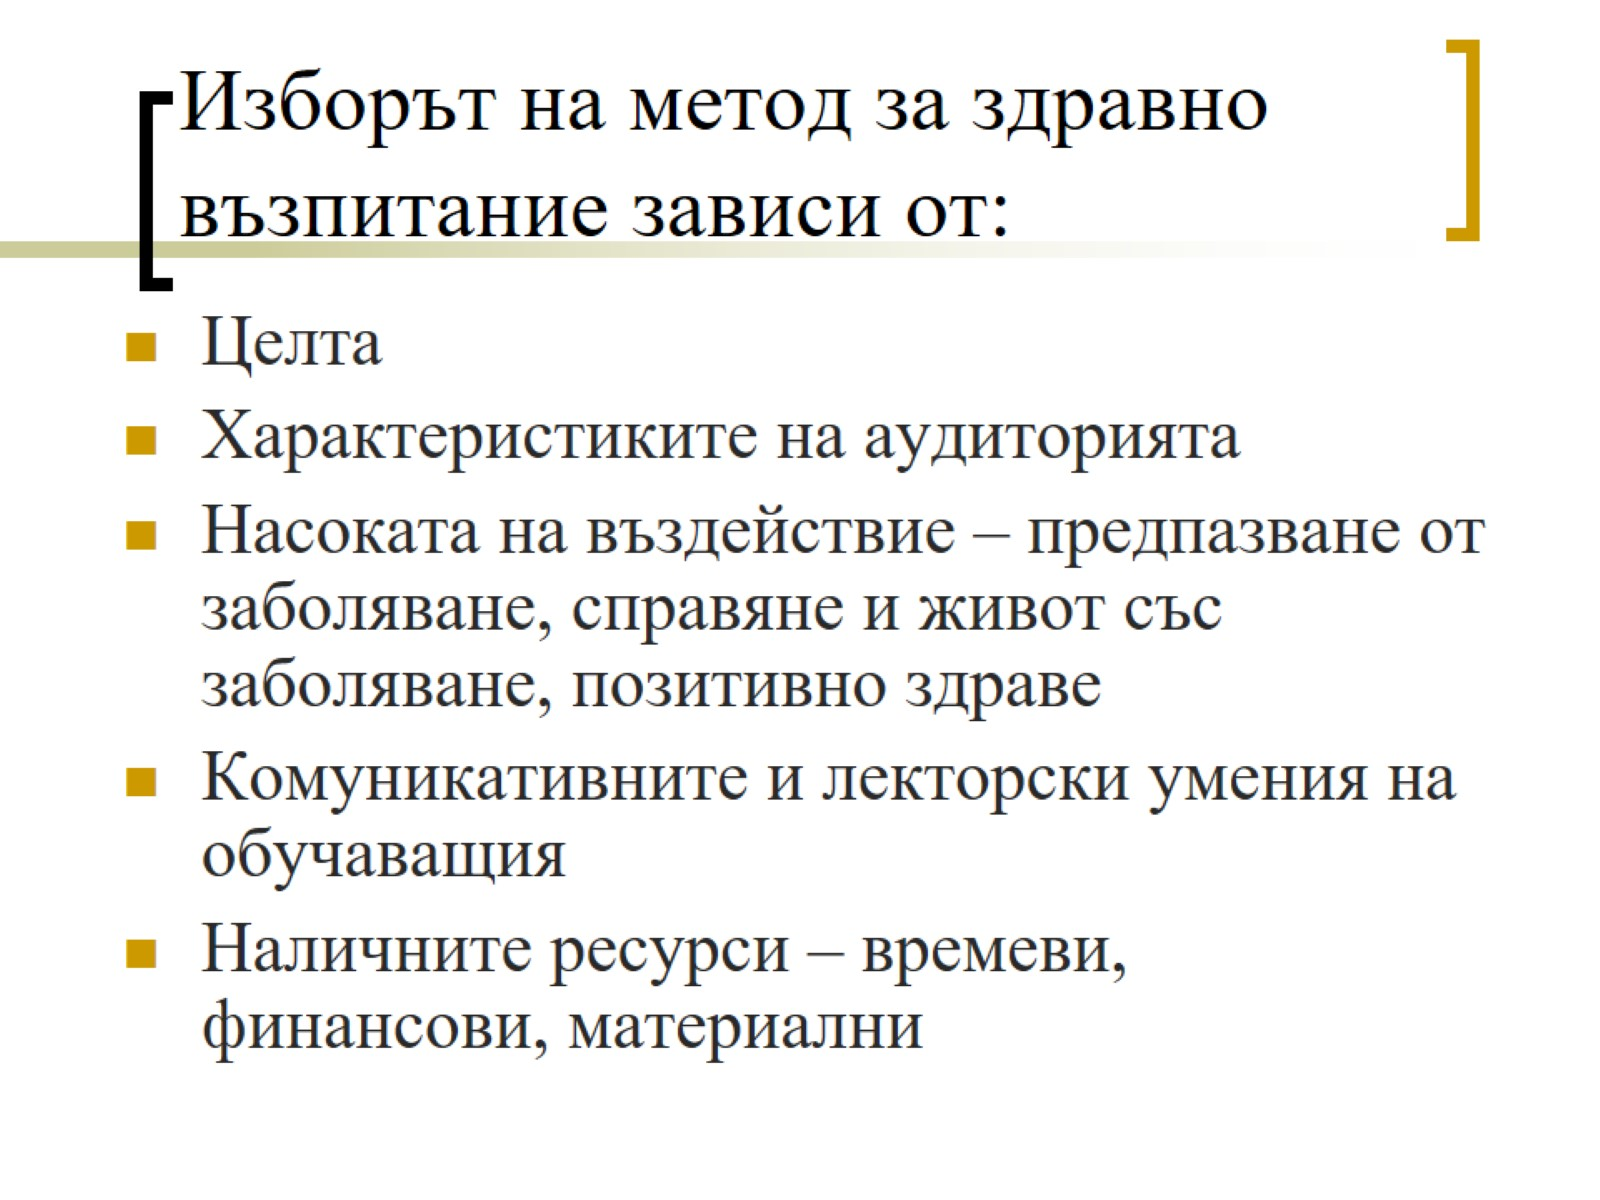 Изборът на метод за здравно
възпитание зависи от:
Целта
Характеристиките на аудиторията
Насоката на въздействие – предпазване от
заболяване, справяне и живот със
заболяване, позитивно здраве
Комуникативните и лекторски умения на
обучаващия
Наличните ресурси – времеви,
финансови, материални